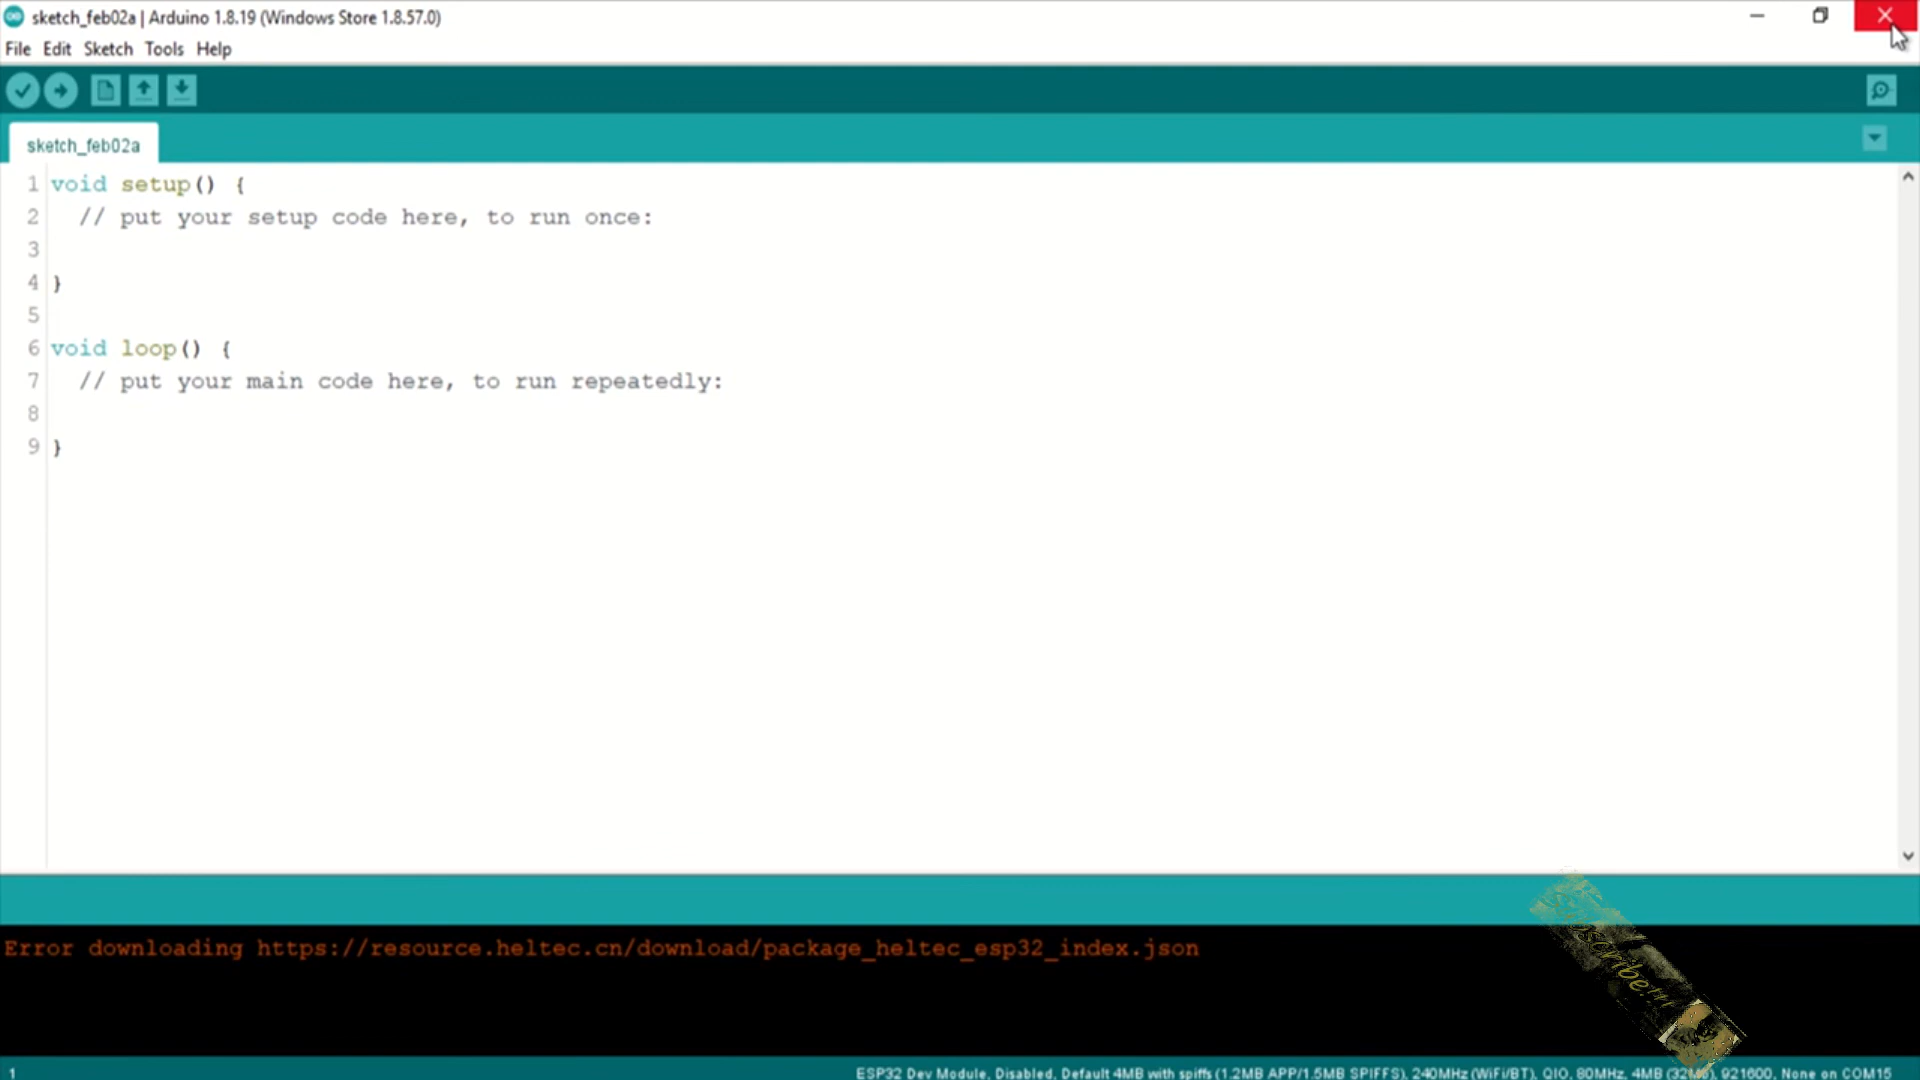 sketch_feb02a | Arduino 1.8.19 (Windows Store 1.8.57.0)
File Edit Sketch Tools Help
sketch_feb02a
1 void setup() {
2 // put your setup code here, to run once:
3
4 }
5
6 void loop() {
7 // put your main code here, to run repeatedly:
8
9 }
Error downloading https://resource.heltec.cn/download/package_heltec_esp32_index.json
1
ESP32 Dev Module, Disabled, Default 4MB with spiffs (1.2MB APP/1.5MB SPIFFS), 240MHz (WiFi/BT), QIO, 80MHz, 4MB (32Mb), 921600, None on COM15